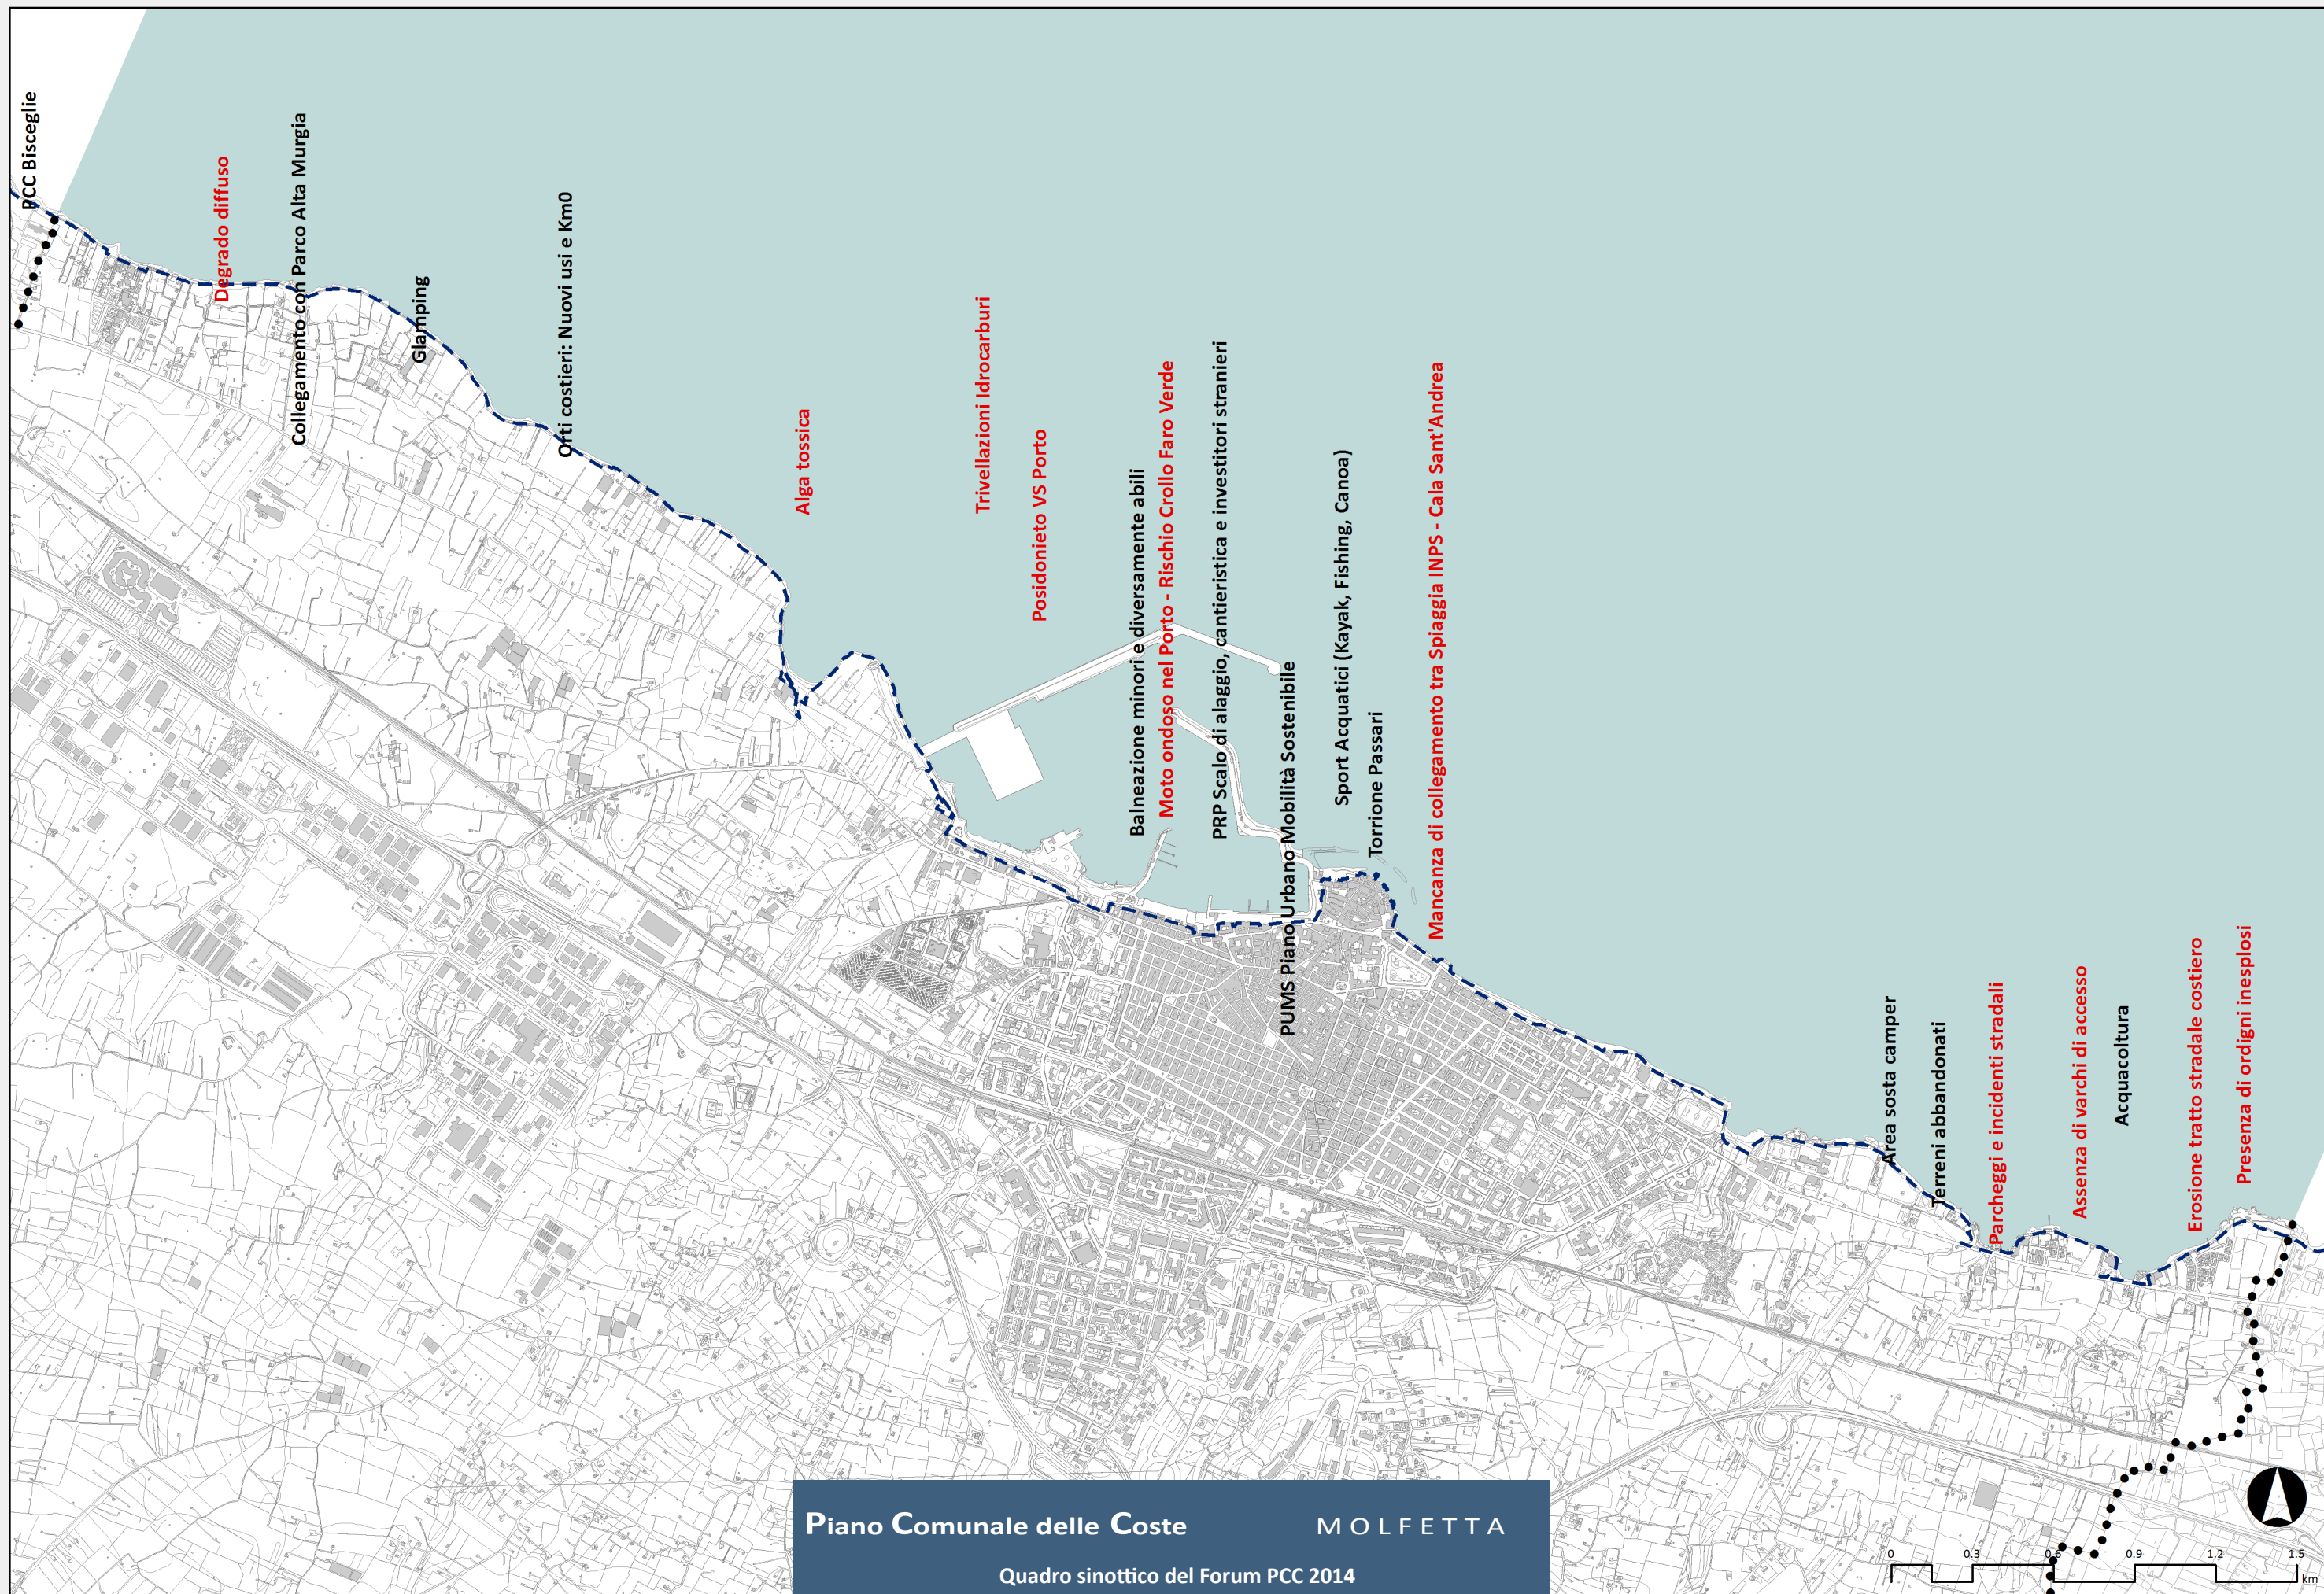 PCC Bisceglie
Degrado diffuso
Collegamento con Parco Alta Murgia
Glamping
Orti costieri: Nuovi usi e Km0
Alga tossica
Trivellazioni Idrocarburi
Posidonieto VS Porto
Balneazione minori e diversamente abili
Moto ondoso nel Porto - Rischio Crollo Faro Verde
PRP Scalo di alaggio, cantieristica e investitori stranieri
PUMS Piano Urbano Mobilità Sostenibile
Sport Acquatici (Kayak, Fishing, Canoa)
Torrione Passari
Mancanza di collegamento tra Spiaggia INPS - Cala Sant'Andrea
Area sosta camper
Terreni abbandonati
Parcheggi e incidenti stradali
Assenza di varchi di accesso
Acquacoltura
Erosione tratto stradale costiero
Presenza di ordigni inesplosi
Piano Comunale delle Coste MOLFETTA
Quadro sinottico del Forum PCC 2014
0 0.3 0.6 0.9 1.2 1.5
km